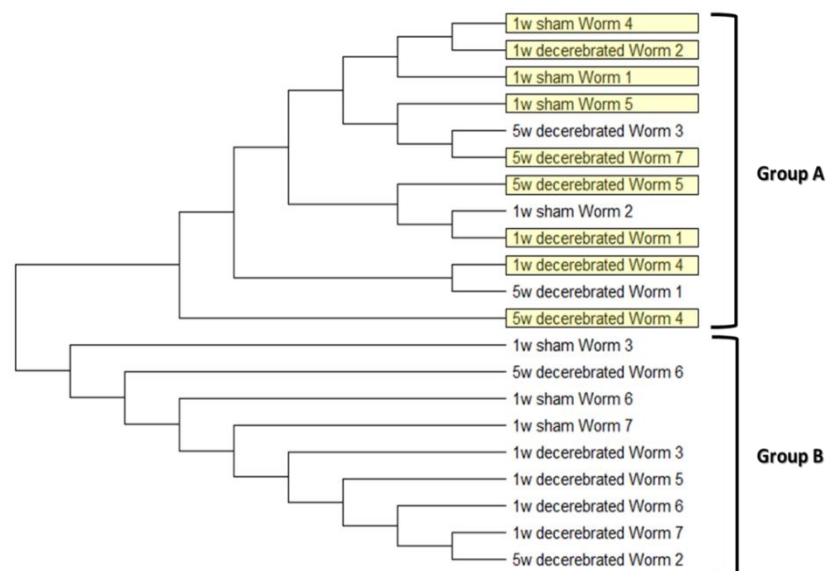 1w sham Worm 4
1w decerebrated Worm 2
1w sham Worm 1
1w sham Worm 5
5w decerebrated Worm 3
5w decerebrated Worm 7
5w decerebrated Worm 5
1w sham Worm 2
1w decerebrated Worm 1
1w decerebrated Worm 4
5w decerebrated Worm 1
5w decerebrated Worm 4
Group A
1w sham Worm 3
5w decerebrated Worm 6
1w sham Worm 6
1w sham Worm 7
1w decerebrated Worm 3
1w decerebrated Worm 5
1w decerebrated Worm 6
1w decerebrated Worm 7
5w decerebrated Worm 2
Group B